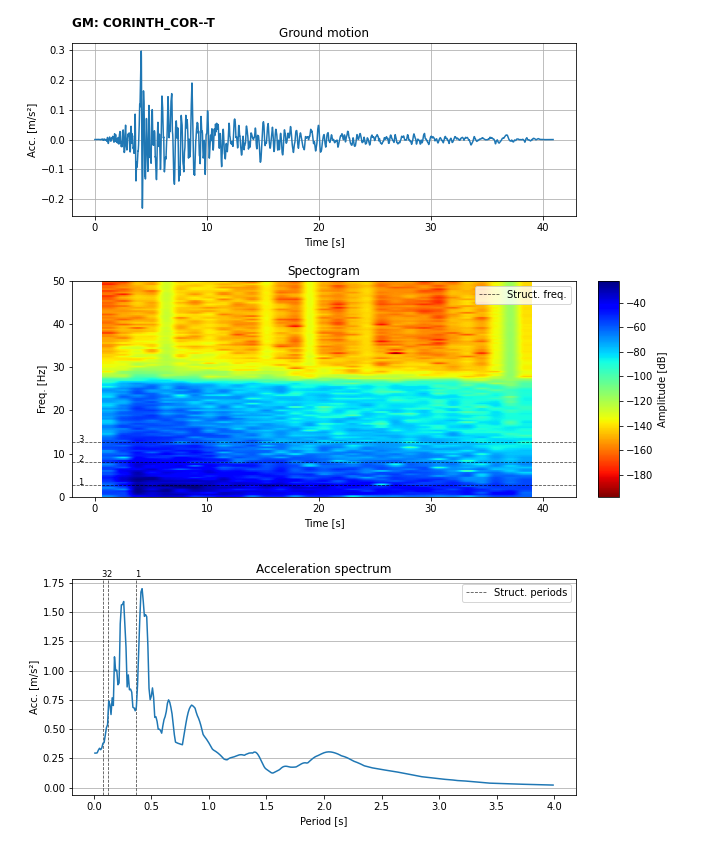 GM: CORINTH_COR--T
Ground motion
0.3
0.2
0.1
0.0
−0.1
−0.2
Acc. [m/s²]
0 10 20 30 40
Time [s]
Spectogram
50
40
30
20
10
0
Freq. [Hz]
Struct. freq.
3
2
1
0 10 20 30 40
Time [s]
−40
−60
−80
−100
−120
−140
−160
−180
Amplitude [dB]
Acceleration spectrum
32 1
1.75
1.50
1.25
1.00
0.75
0.50
0.25
0.00
Acc. [m/s²]
Struct. periods
0.0 0.5 1.0 1.5 2.0 2.5 3.0 3.5 4.0
Period [s]